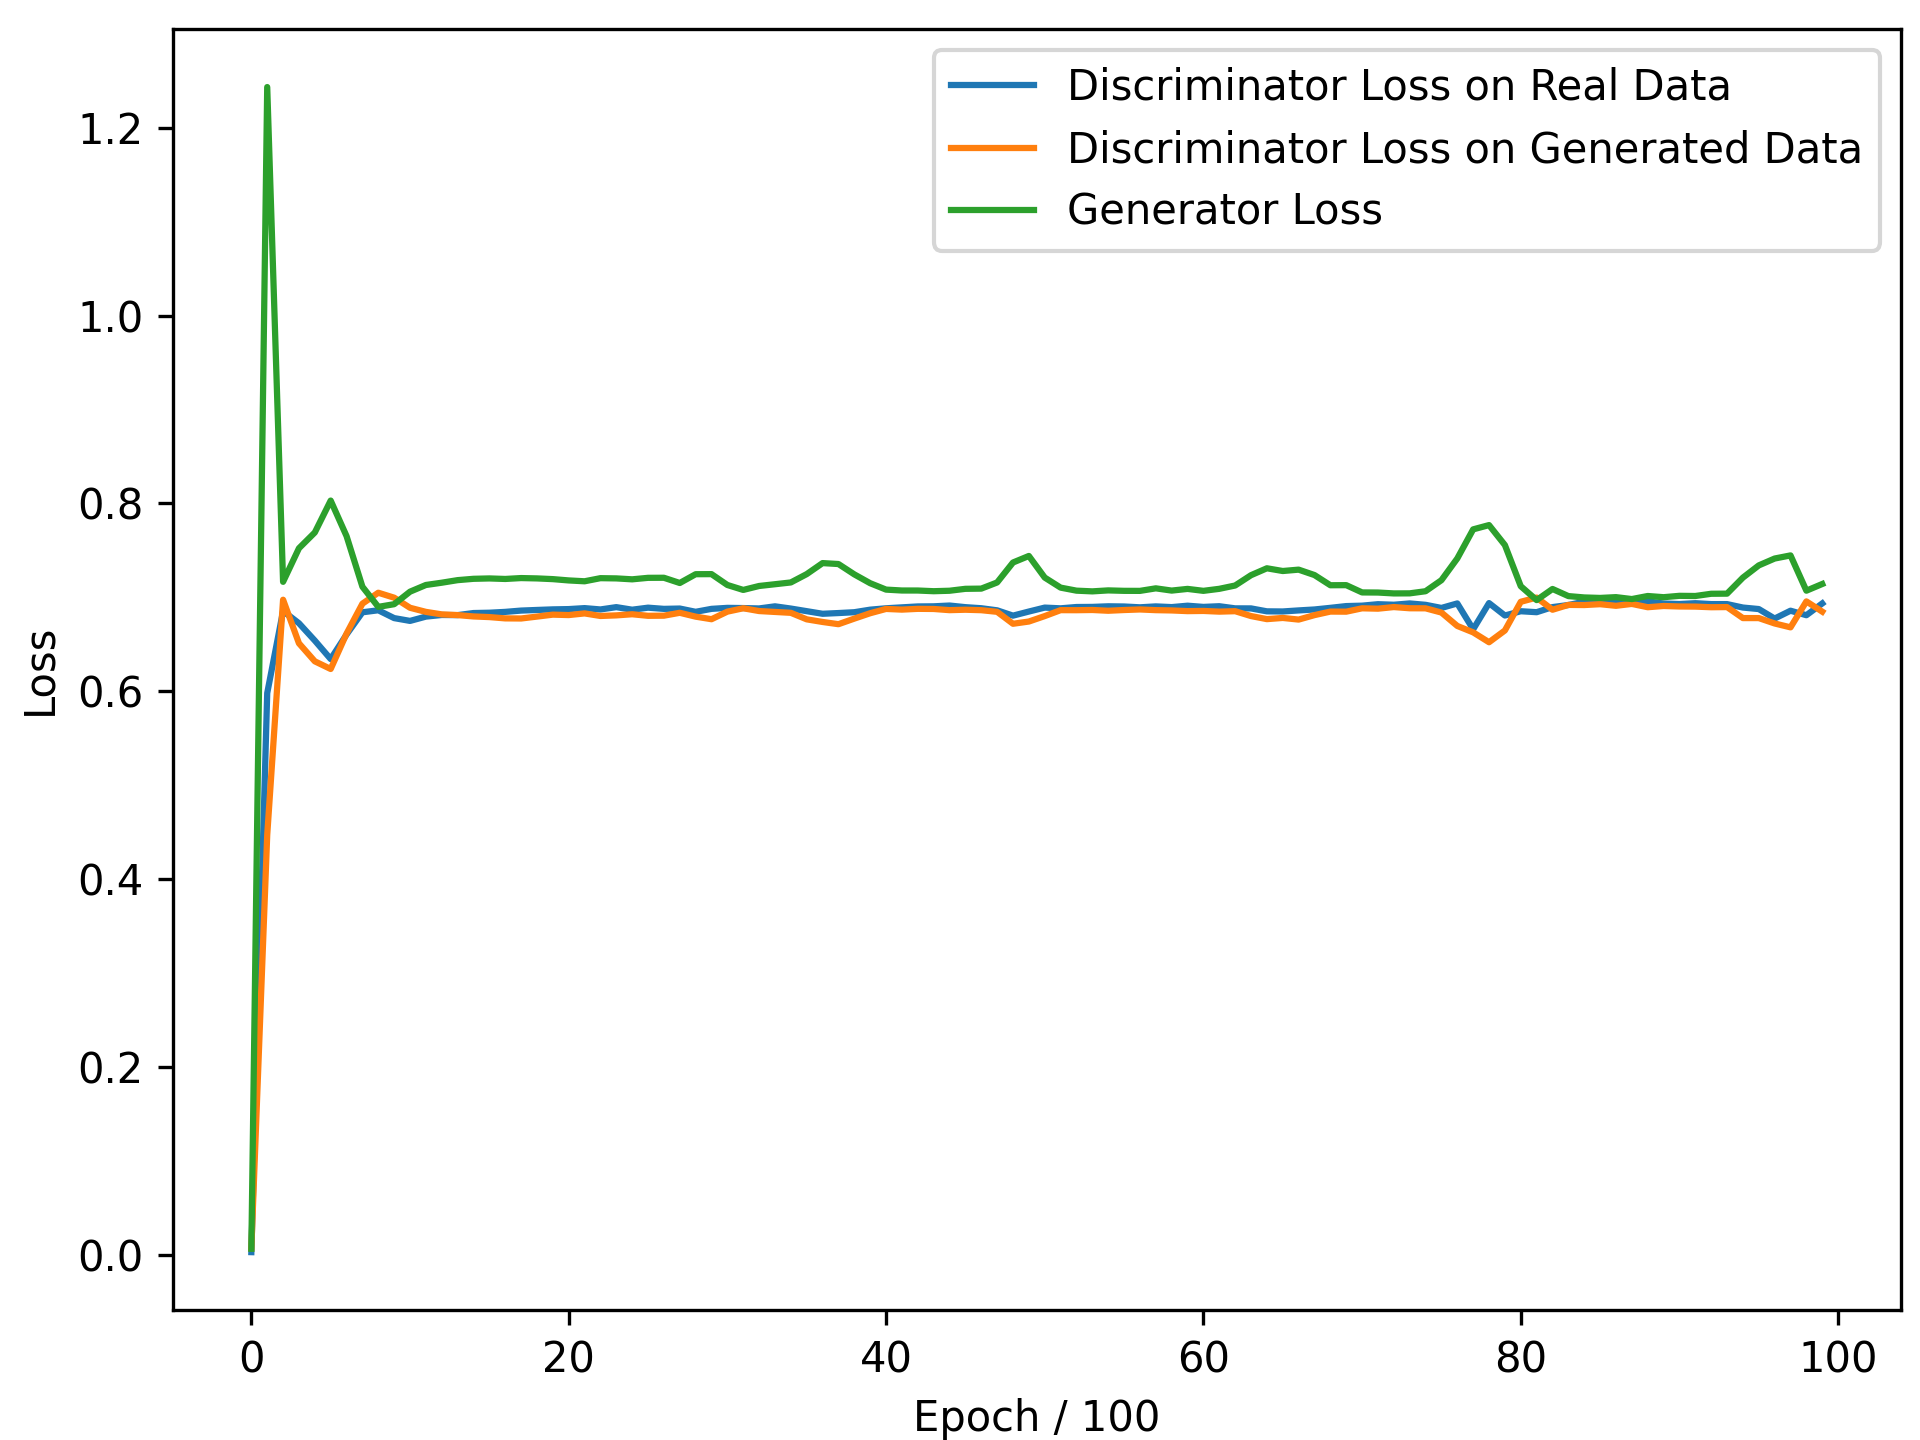 Discriminator Loss on Real Data
Discriminator Loss on Generated Data
Generator Loss
1.2
1.0
0.8
0.6
0.4
0.2
0.0
Loss
0 20 40 60 80 100
Epoch / 100